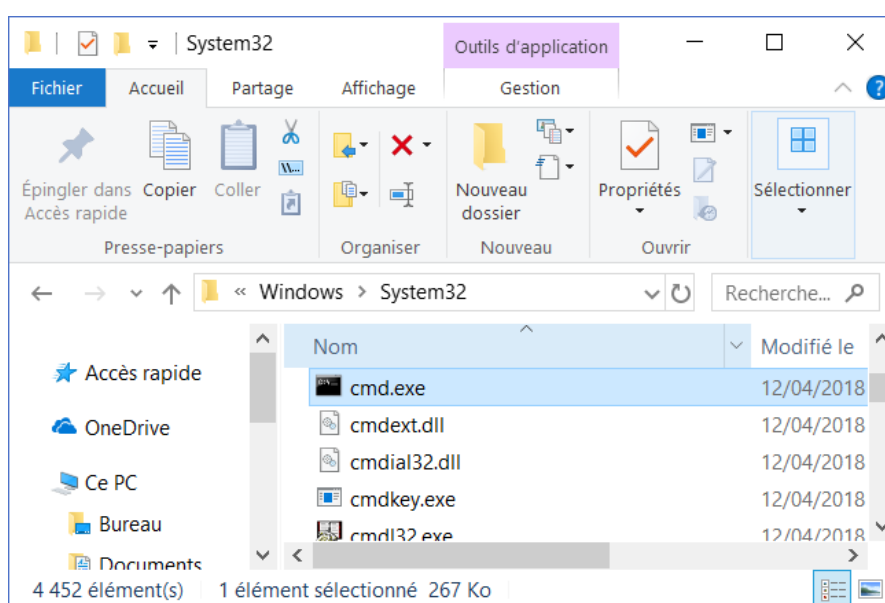 System32
Outils d'application
Fichier
Accueil
Partage
Affichage
Gestion
Épingler dans
Accès rapide
Copier
Coller
Nouveau
dossier
Propriétés
Sélectionner
Presse-papiers
Organiser
Nouveau
Ouvrir
« Windows > System32
Recherche...
Nom
Modifié le
Accès rapide
OneDrive
Ce PC
Bureau
Documents
cmd.exe 12/04/2018
cmdext.dll 12/04/2018
cmdial32.dll 12/04/2018
cmdkey.exe 12/04/2018
cmdl32.exe 12/04/2018
4 452 élément(s)
1 élément sélectionné 267 Ko